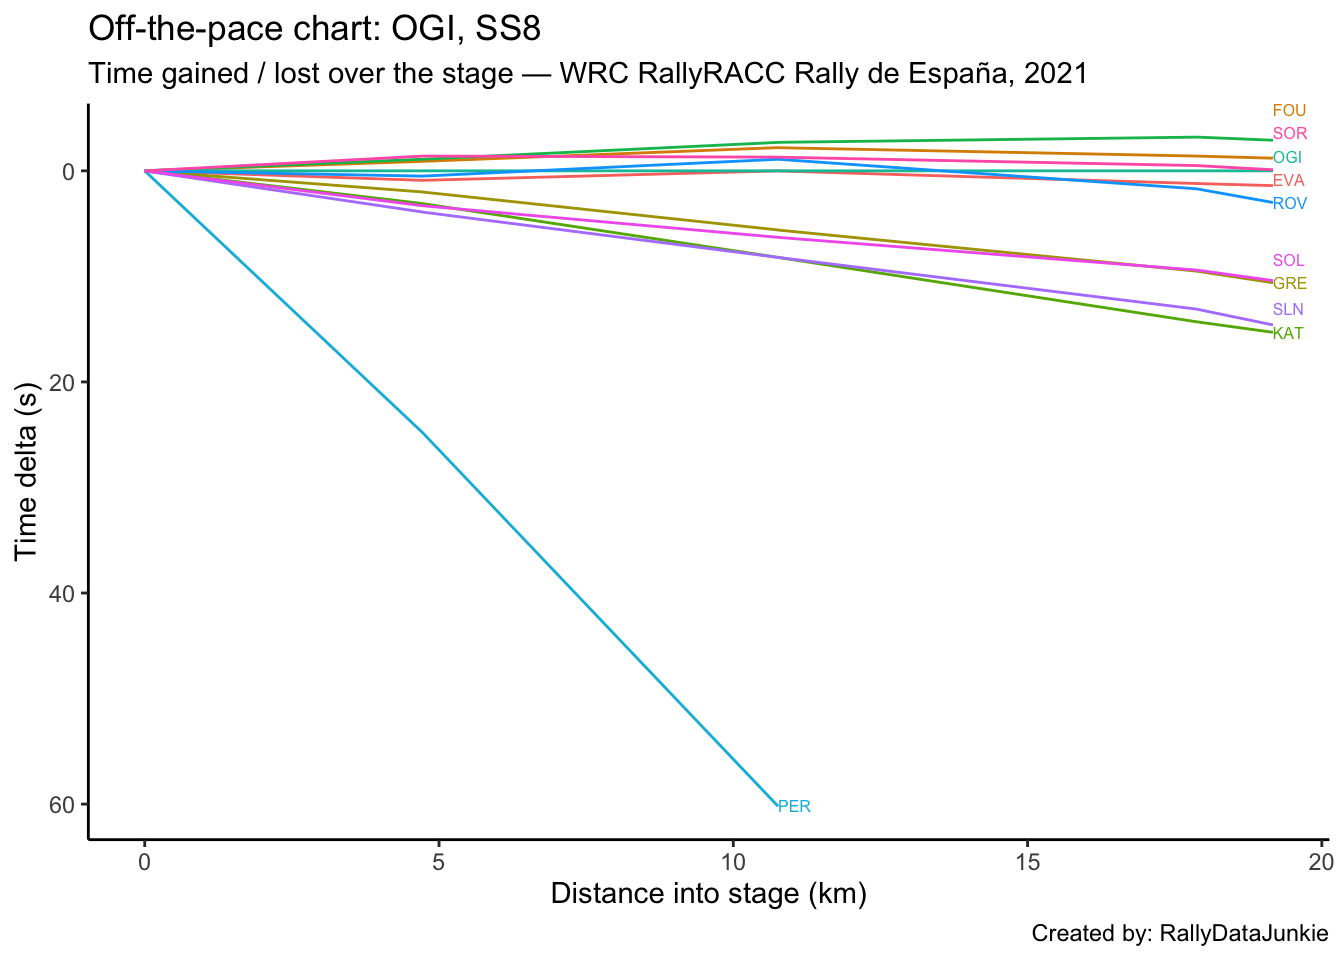 Off-the-pace chart: OGI, SS8
Time gained / lost over the stage — WRC RallyRACC Rally de España, 2021
FOU
SOR
OGI
EVA
ROV
SOL
GRE
SLN
KAT
PER
0
20
40
60
Time delta (s)
0 5 10 15 20
Distance into stage (km)
Created by: RallyDataJunkie